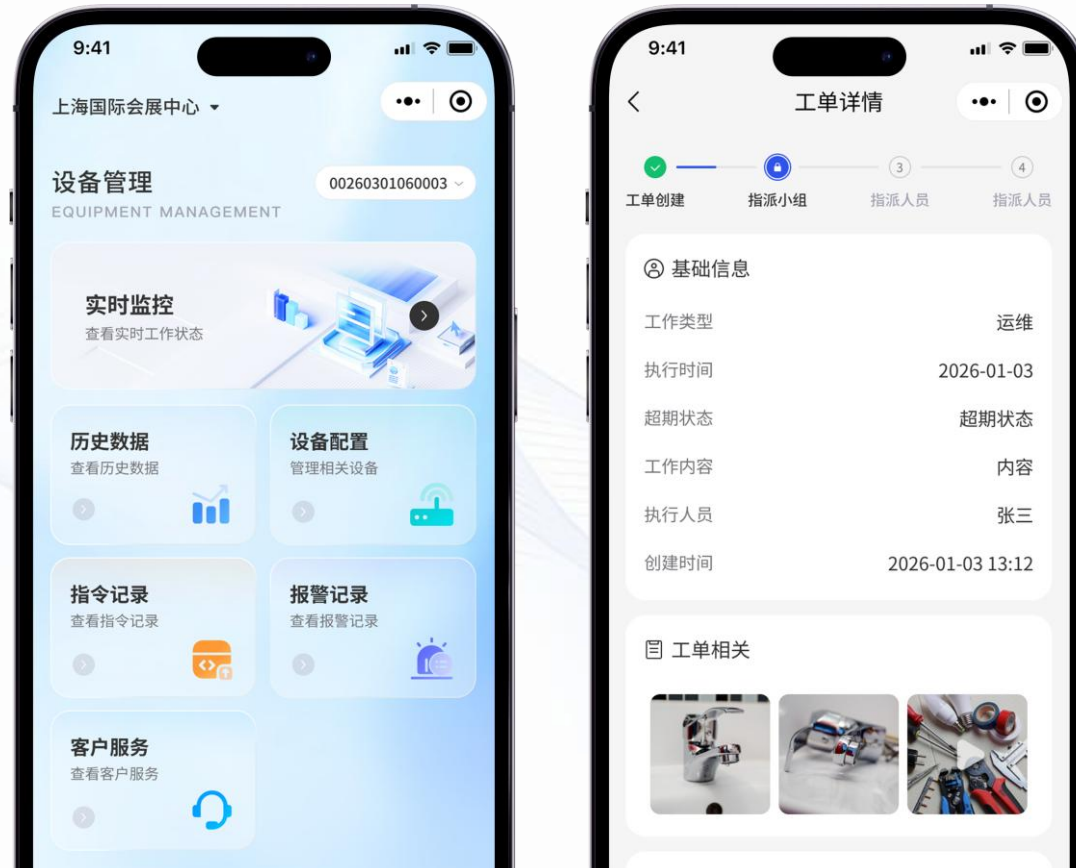 9:41
上海国际会展中心
设备管理
00260301060003
EQUIPMENT MANAGEMENT
实时监控
查看实时工作状态
历史数据
查看历史数据
设备配置
管理相关设备
指令记录
查看指令记录
报警记录
查看报警记录
客户服务
查看客户服务
9:41
工单详情
3
4
工单创建
指派小组
指派人员
指派人员
基础信息
工作类型 运维
执行时间 2026-01-03
超期状态 超期状态
工作内容 内容
执行人员 张三
创建时间 2026-01-03 13:12
工单相关